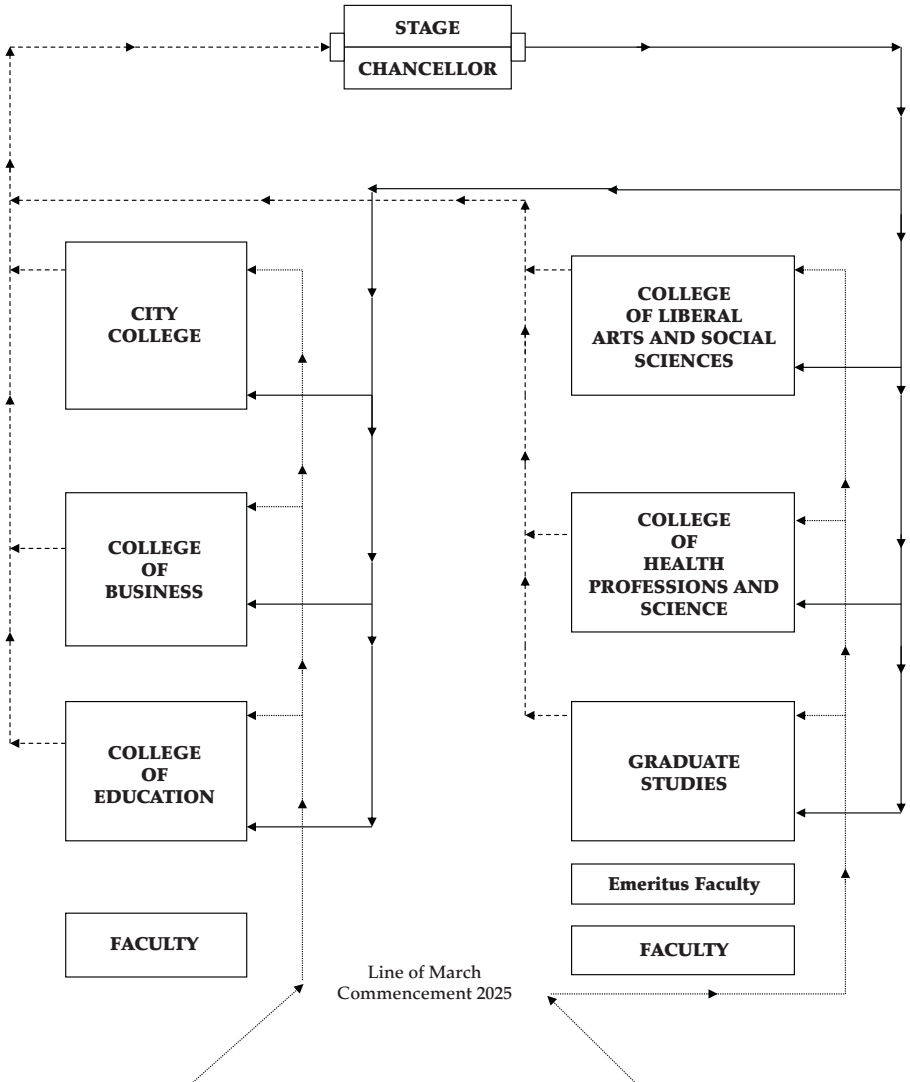 STAGE
CHANCELLOR
CITY
COLLEGE
COLLEGE
OF LIBERAL
ARTS AND SOCIAL
SCIENCES
COLLEGE
OF
BUSINESS
COLLEGE
OF
HEALTH
PROFESSIONS AND
SCIENCE
COLLEGE
OF
EDUCATION
GRADUATE
STUDIES
Emeritus Faculty
FACULTY
FACULTY
Line of March
Commencement 2025